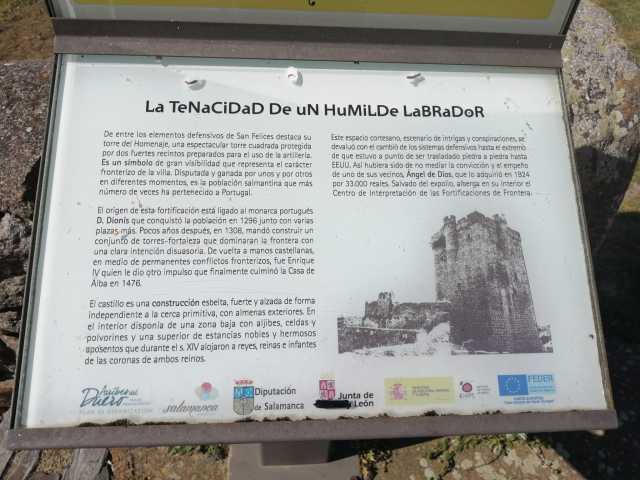 La TeNaCiDaD De uN HuMiLDe LaBRaDoR
De entre los elementos defensivos de San Felices destaca su
torre del Homenaje, una espectacular torre cuadrada protegida
por dos fuertes recintos preparados para el uso de la artillería.
Es un símbolo de gran visibilidad que representa el carácter
fronterizo de la villa. Disputada y ganada por unos y por otros
en diferentes momentos, es la población salmantina que más
número de veces ha pertenecido a Portugal.
El origen de esta fortificación está ligado al monarca portugués
D. Dionís que conquistó la población en 1296 junto con varias
plazas más. Pocos años después, en 1308, mandó construir un
conjunto de torres-fortaleza que dominaran la frontera con
una clara intención disuasoria. De vuelta a manos castellanas,
en medio de permanentes conflictos fronterizos, fue Enrique
IV quien le dio otro impulso que finalmente culminó la Casa de
Alba en 1476.
El castillo es una construcción esbelta, fuerte y alzada de forma
independiente a la cerca primitiva, con almenas exteriores. En
el interior disponía de una zona baja con aljibes, celdas y
polvorines y una superior de estancias nobles y hermosos
aposentos que durante el s. XIV alojaron a reyes, reinas e infantes
de las coronas de ambos reinos.
Este espacio cortesano, escenario de intrigas y conspiraciones, se
devaluó con el cambio de los sistemas defensivos hasta el extremo
de que estuvo a punto de ser trasladado piedra a piedra hasta
EEUU. Así hubiera sido de no mediar la convicción y el empeño
de uno de sus vecinos, Ángel de Dios, que lo adquirió en 1924
por 33.000 reales. Salvado del expolio, alberga en su interior el
Centro de Interpretación de las Fortificaciones de Frontera.
Duero
salamanca
Diputación
de Salamanca
Junta de
León
FEDER